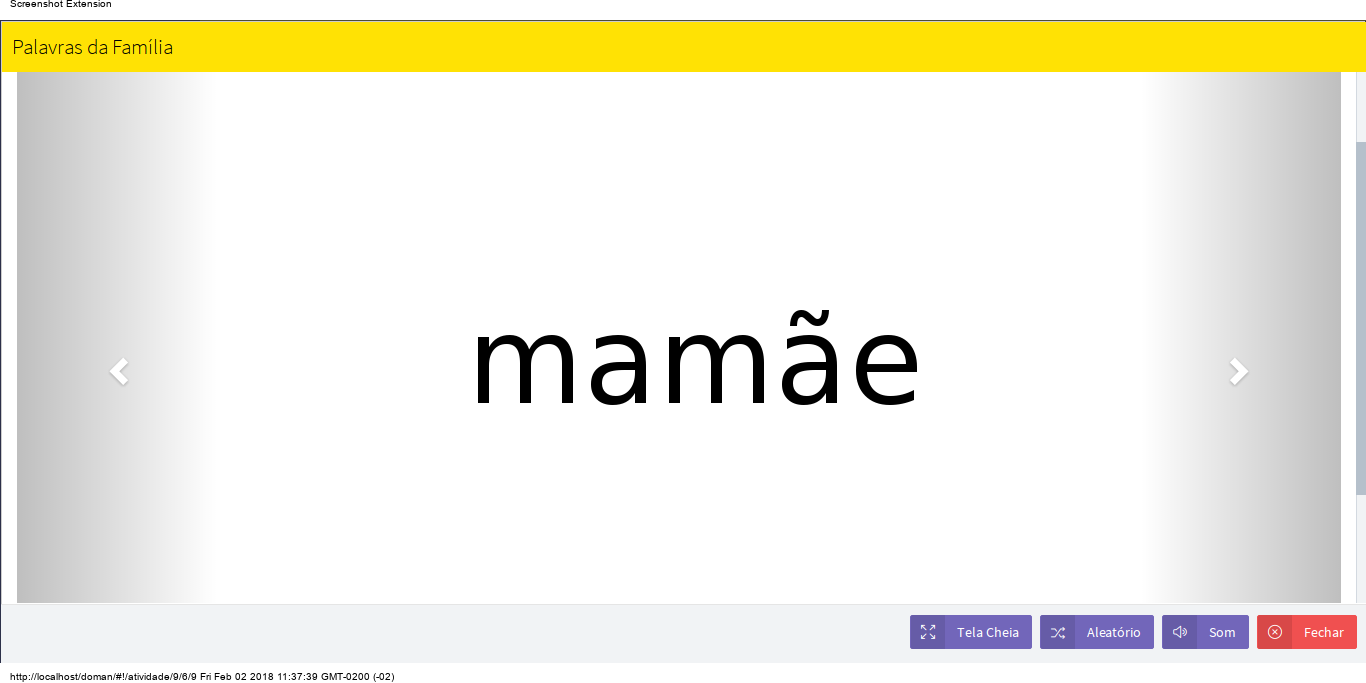 Screenshot Extension
Palavras da Família
mamãe
Tela Cheia Aleatório Som Fechar
http://localhost/doman/#!/atividade/9/6/9 Fri Feb 02 2018 11:37:39 GMT-0200 (-02)